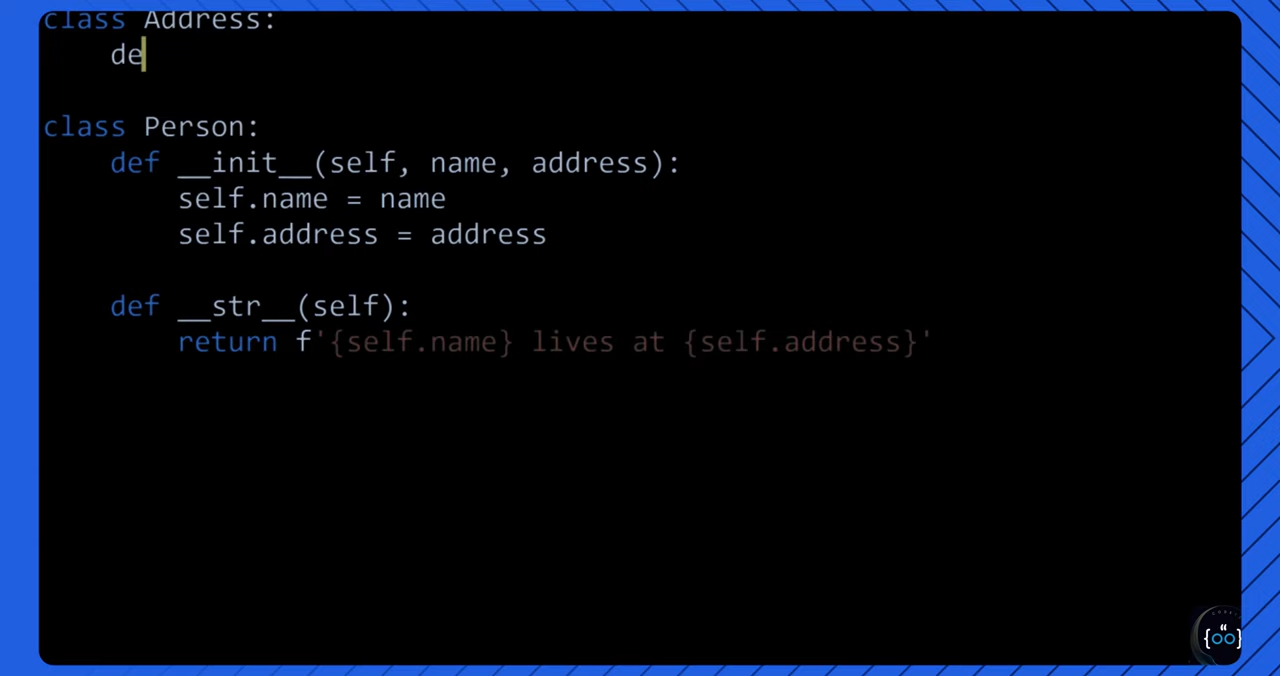 class Address:
    de

class Person:
    def __init__(self, name, address):
        self.name = name
        self.address = address

    def __str__(self):
        return f'{self.name} lives at {self.address}'